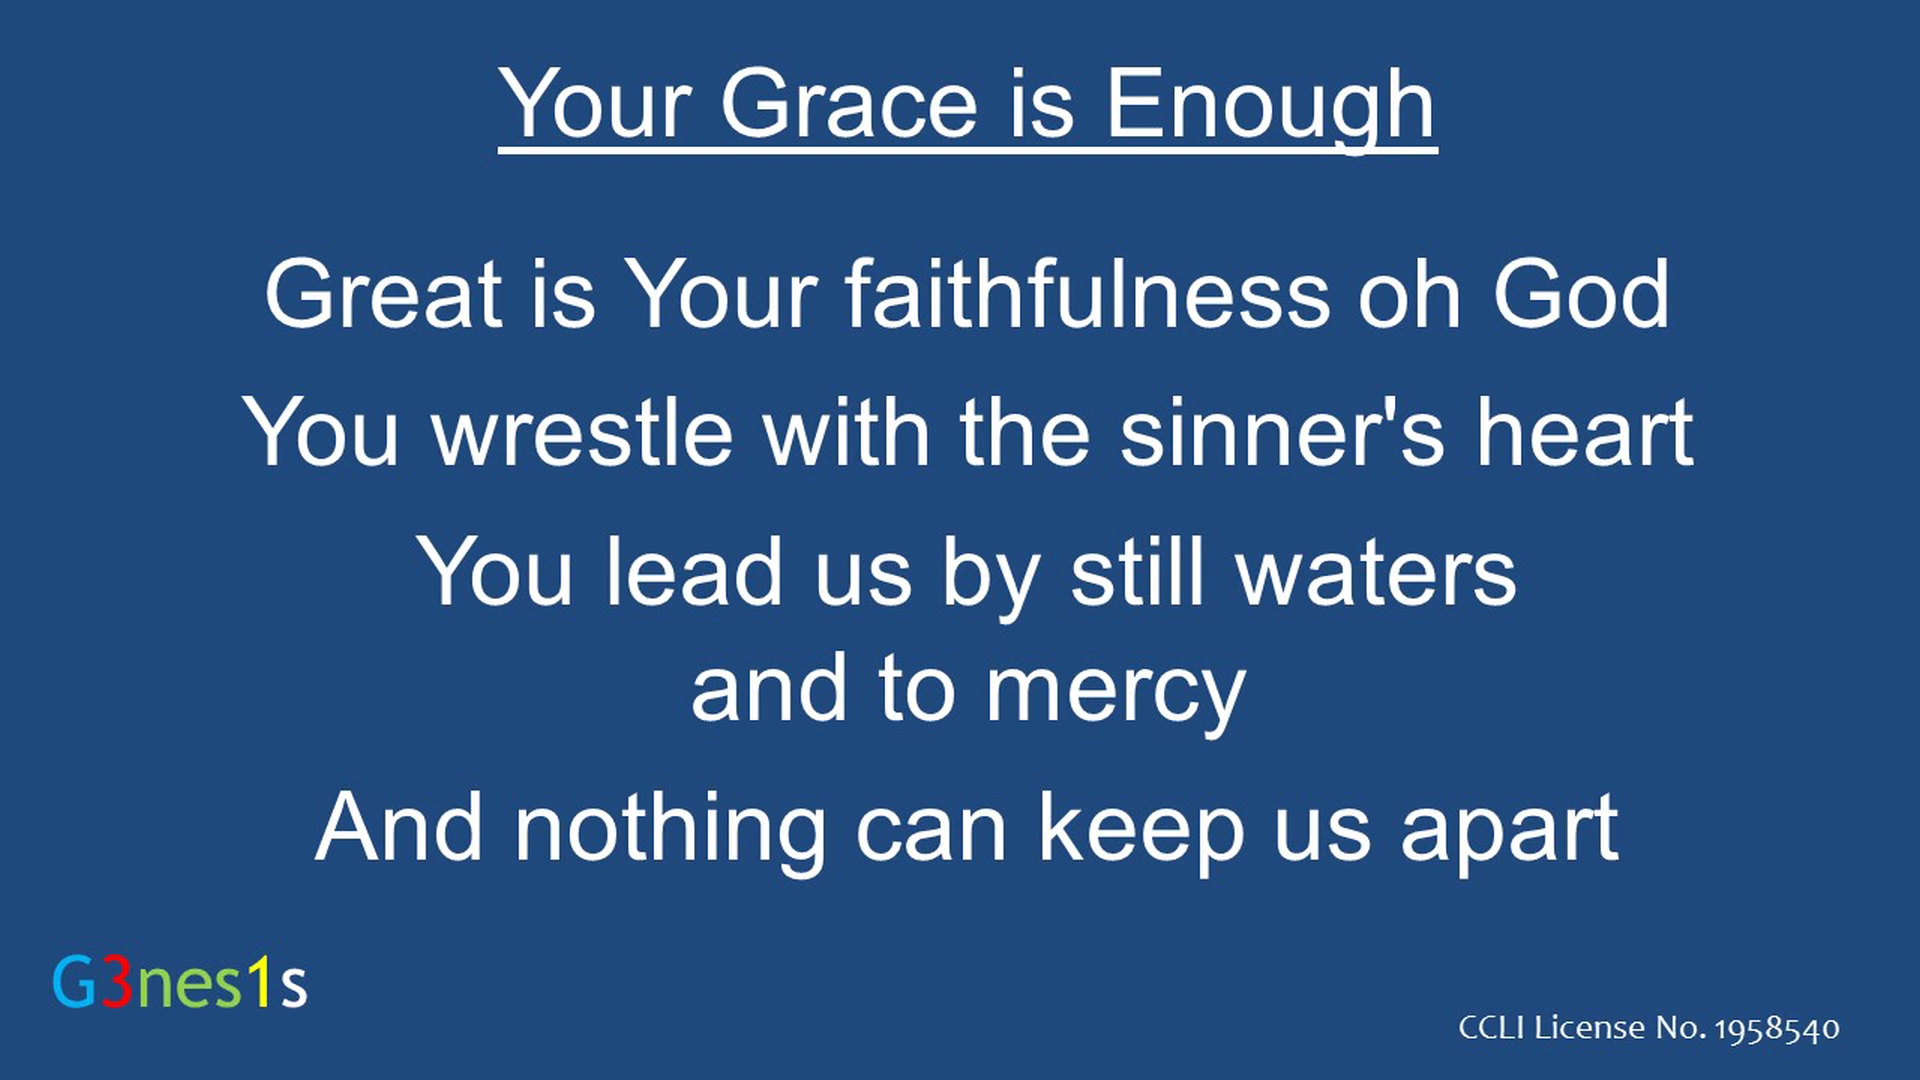 Your Grace is Enough
Great is Your faithfulness oh God
You wrestle with the sinner's heart
You lead us by still waters
and to mercy
And nothing can keep us apart
G3nes1s
CCLI License No. 1958540